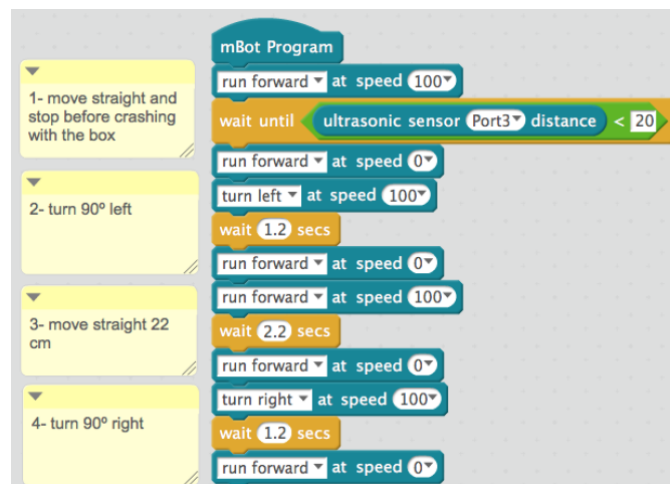 mBot Program
1- move straight and
stop before crashing
with the box
run forward at speed 100
wait until ultrasonic sensor Port3 distance < 20
run forward at speed 0
2- turn 90º left
turn left at speed 100
wait 1.2 secs
run forward at speed 0
3- move straight 22
cm
run forward at speed 100
wait 2.2 secs
run forward at speed 0
4- turn 90º right
turn right at speed 100
wait 1.2 secs
run forward at speed 0